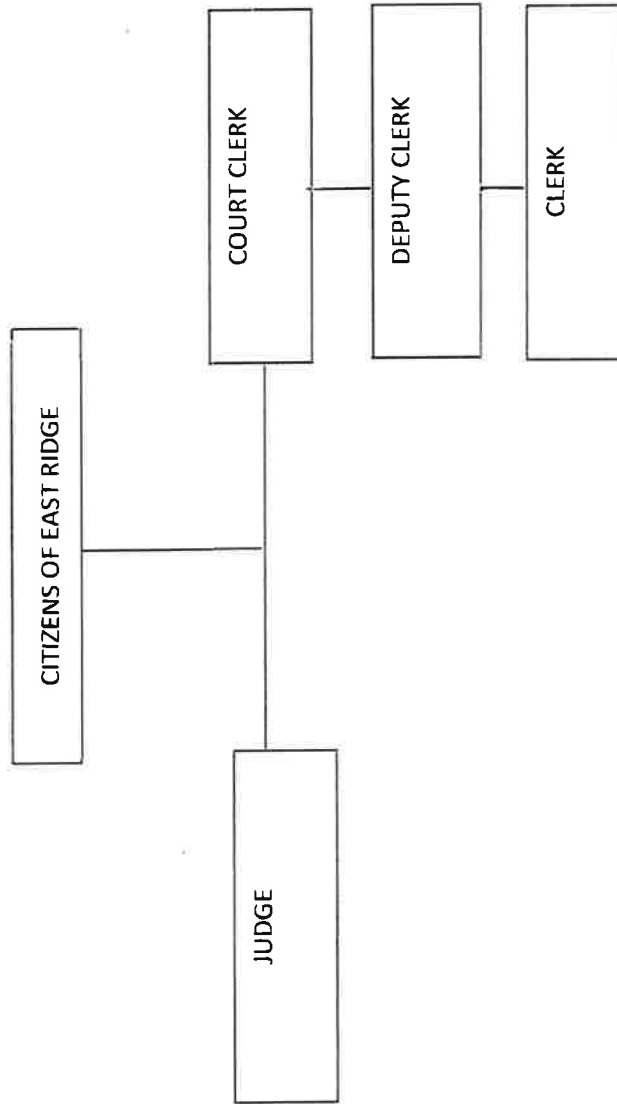 CITIZENS OF EAST RIDGE
JUDGE
COURT CLERK
DEPUTY CLERK
CLERK